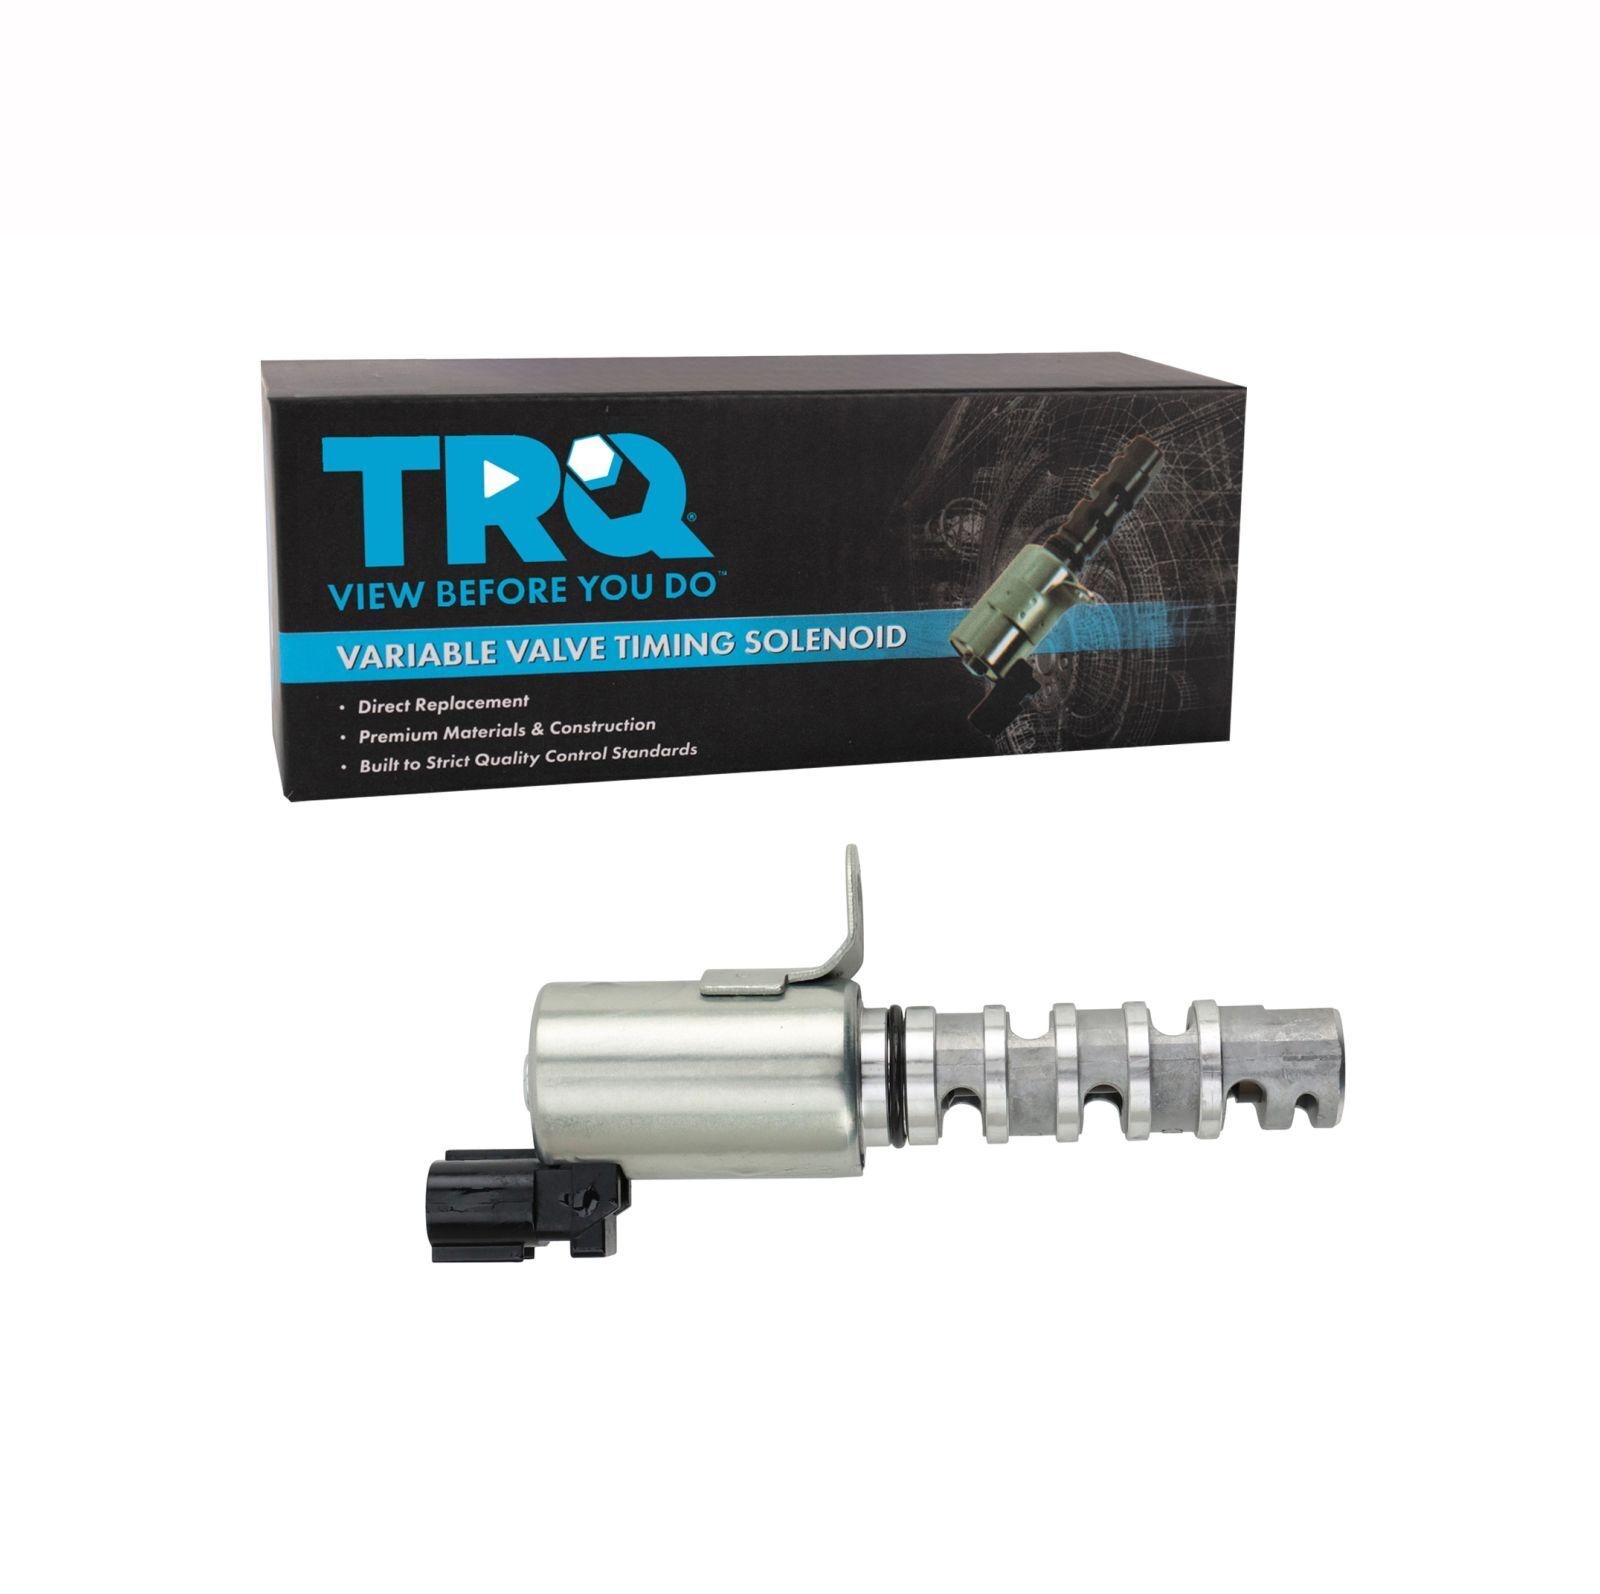 TRQ®
VIEW BEFORE YOU DO™
VARIABLE VALVE TIMING SOLENOID
• Direct Replacement
• Premium Materials & Construction
• Built to Strict Quality Control Standards